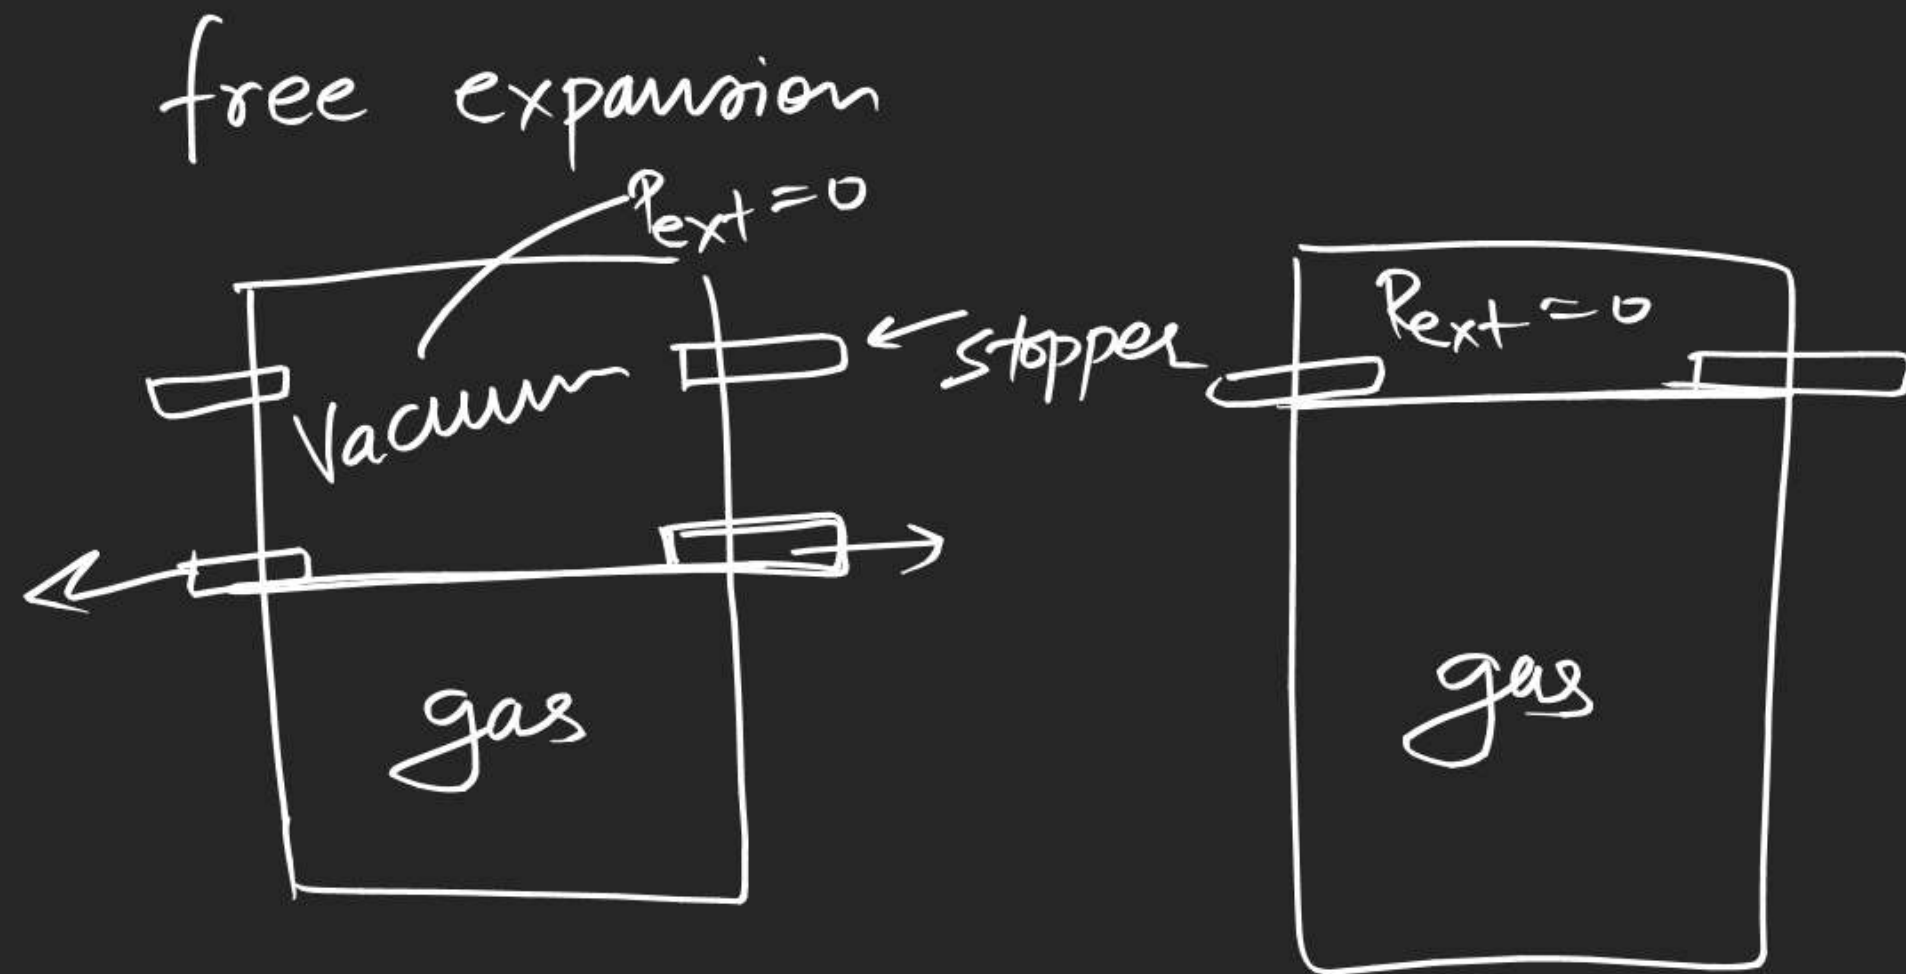 free expansion
Pext = 0
Vacuum
stopper
gas
Pext = 0
gas